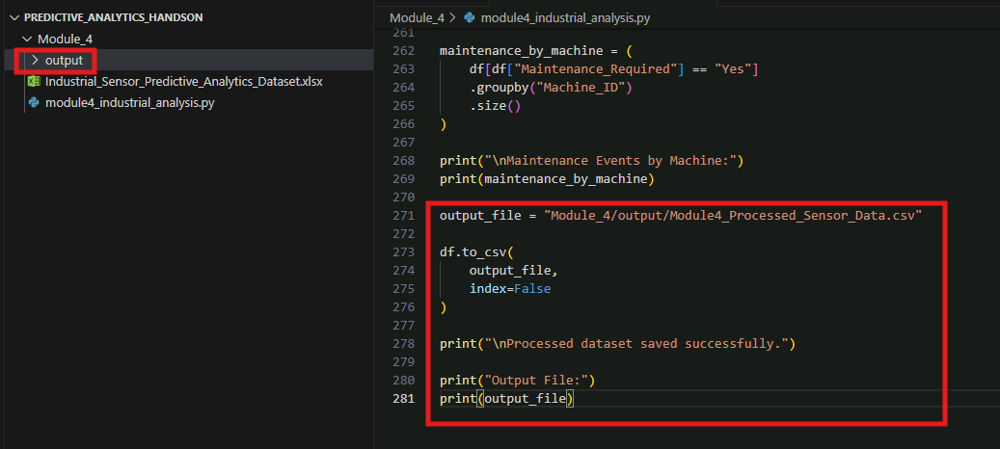 PREDICTIVE_ANALYTICS_HANDSON
Module_4
output
Industrial_Sensor_Predictive_Analytics_Dataset.xlsx
module4_industrial_analysis.py
Module_4 > module4_industrial_analysis.py
261
262 maintenance_by_machine = (
263     df[df["Maintenance_Required"] == "Yes"]
264     .groupby("Machine_ID")
265     .size()
266 )
267
268 print("\nMaintenance Events by Machine:")
269 print(maintenance_by_machine)
270
271 output_file = "Module_4/output/Module4_Processed_Sensor_Data.csv"
272
273 df.to_csv(
274     output_file,
275     index=False
276 )
277
278 print("\nProcessed dataset saved successfully.")
279
280 print("Output File:")
281 print(output_file)